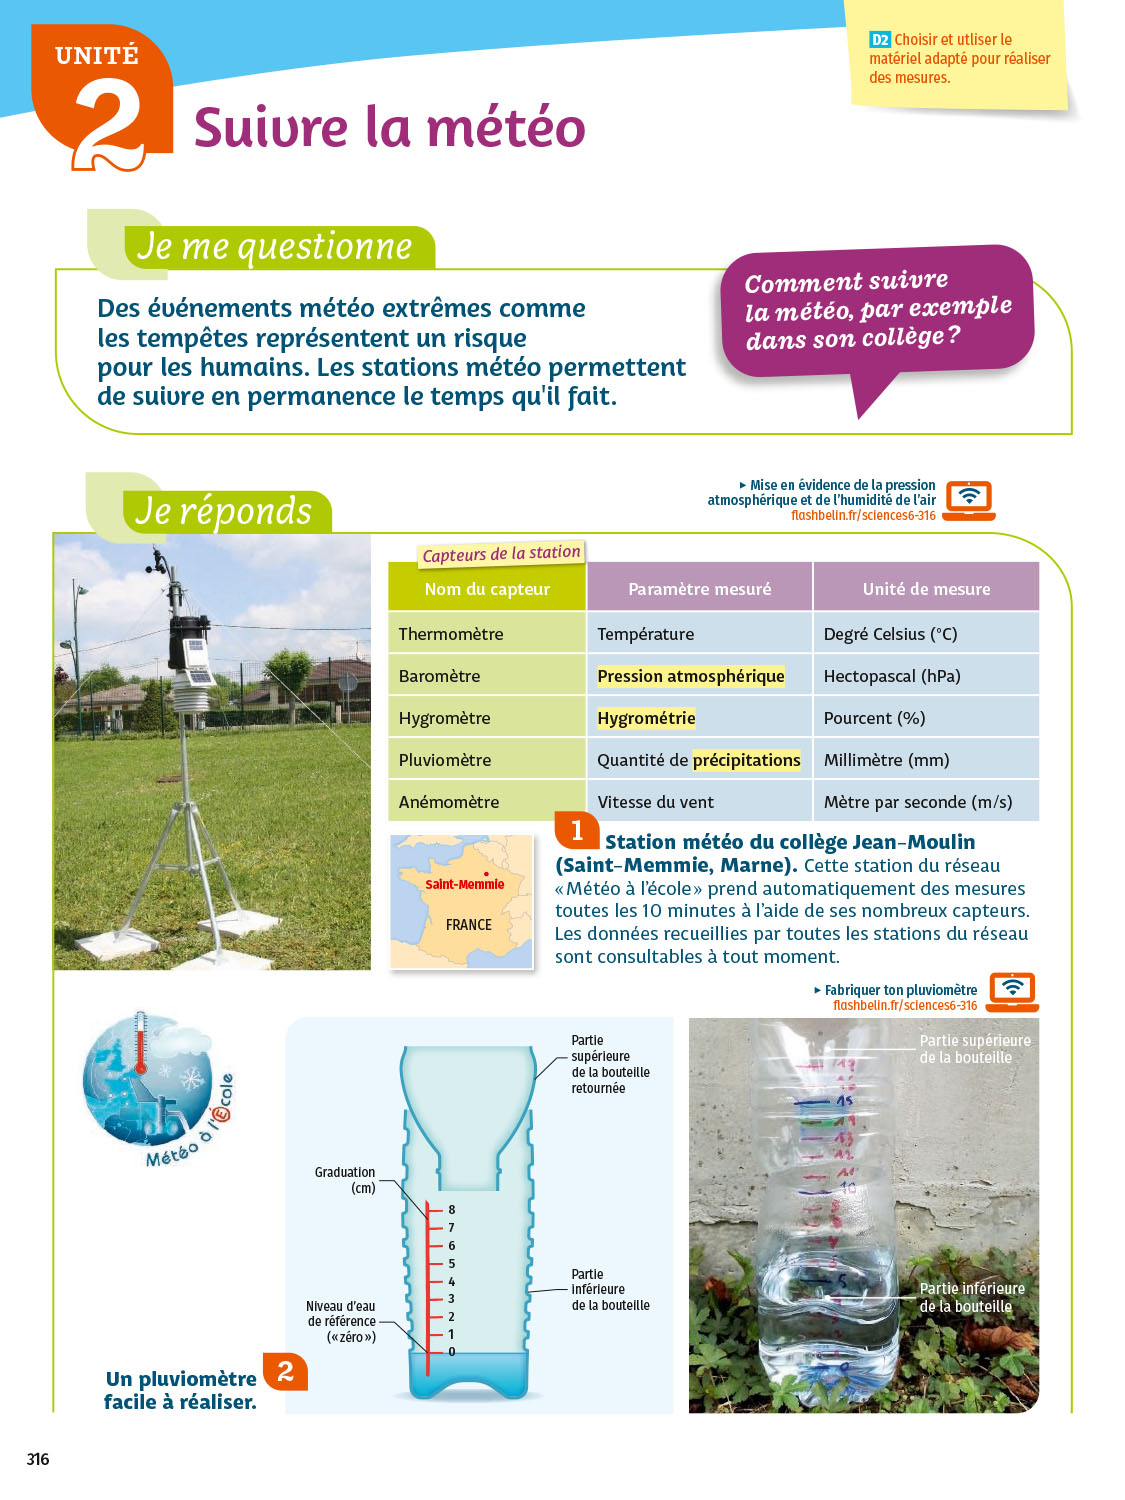 UNITÉ
2
Suivre la météo
D2 Choisir et utliser le
matériel adapté pour réaliser
des mesures.
Je me questionne
Des événements météo extrêmes comme
les tempêtes représentent un risque
pour les humains. Les stations météo permettent
de suivre en permanence le temps qu'il fait.
Comment suivre
la météo, par exemple
dans son collège ?
Je réponds
▸ Mise en évidence de la pression
atmosphérique et de l'humidité de l'air
flashbelin.fr/sciences6-316
Capteurs de la station
Nom du capteur Paramètre mesuré Unité de mesure
Thermomètre Température Degré Celsius (°C)
Baromètre Pression atmosphérique Hectopascal (hPa)
Hygromètre Hygrométrie Pourcent (%)
Pluviomètre Quantité de précipitations Millimètre (mm)
Anémomètre Vitesse du vent Mètre par seconde (m/s)
Saint-Memmie
FRANCE
1 Station météo du collège Jean-Moulin
(Saint-Memmie, Marne). Cette station du réseau
« Météo à l'école » prend automatiquement des mesures
toutes les 10 minutes à l'aide de ses nombreux capteurs.
Les données recueillies par toutes les stations du réseau
sont consultables à tout moment.
▸ Fabriquer ton pluviomètre
flashbelin.fr/sciences6-316
Météo à l'École
Partie
supérieure
de la bouteille
retournée
Graduation
(cm)
8
7
6
5
4
3
2
1
0
Partie
inférieure
de la bouteille
Niveau d'eau
de référence
(« zéro »)
Un pluviomètre
facile à réaliser.
2
Partie supérieure
de la bouteille
15
13
12
11
10
5
Partie inférieure
de la bouteille
316